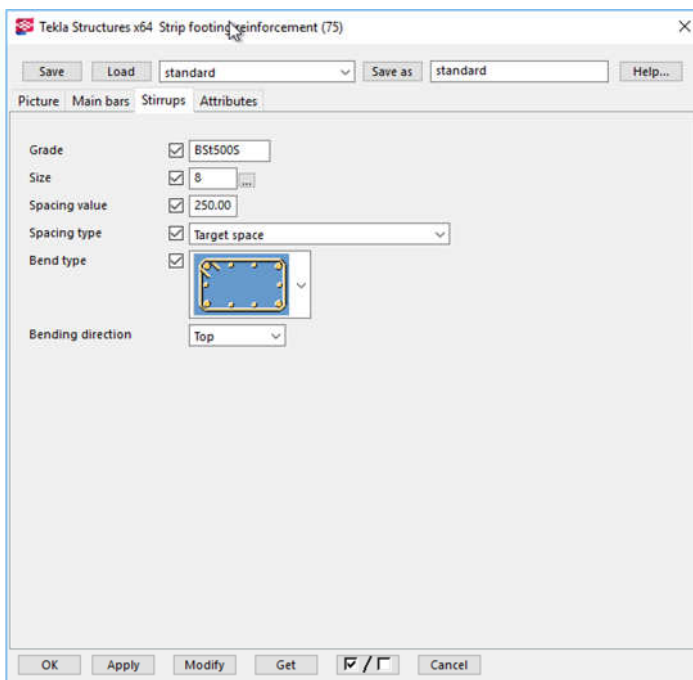 Tekla Structures x64 Strip footing reinforcement (75)
Save Load standard Save as standard Help...
Picture Main bars Stirrups Attributes
Grade BSt500S
Size 8 ...
Spacing value 250.00
Spacing type Target space
Bend type
Bending direction Top
OK Apply Modify Get / Cancel